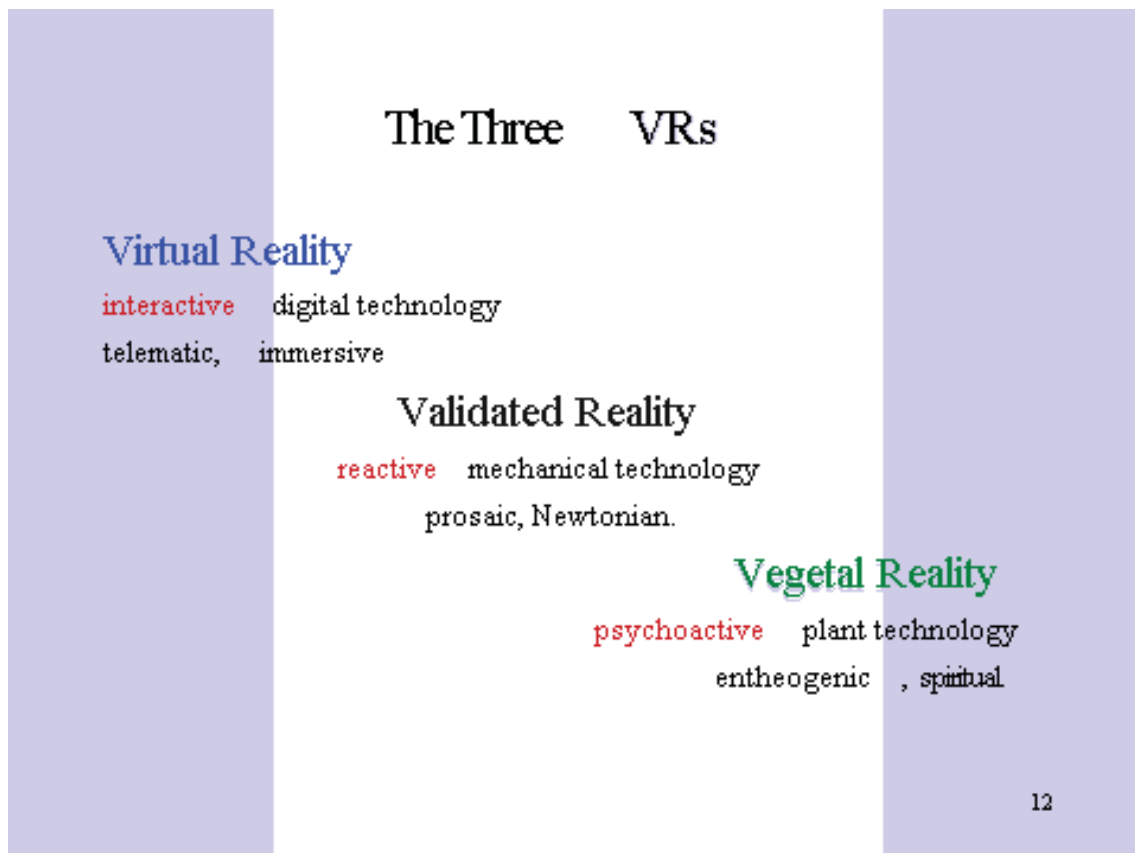 The Three VRs
Virtual Reality
interactive digital technology
telematic, immersive
Validated Reality
reactive mechanical technology
prosaic, Newtonian.
Vegetal Reality
psychoactive plant technology
entheogenic , spiritual
12